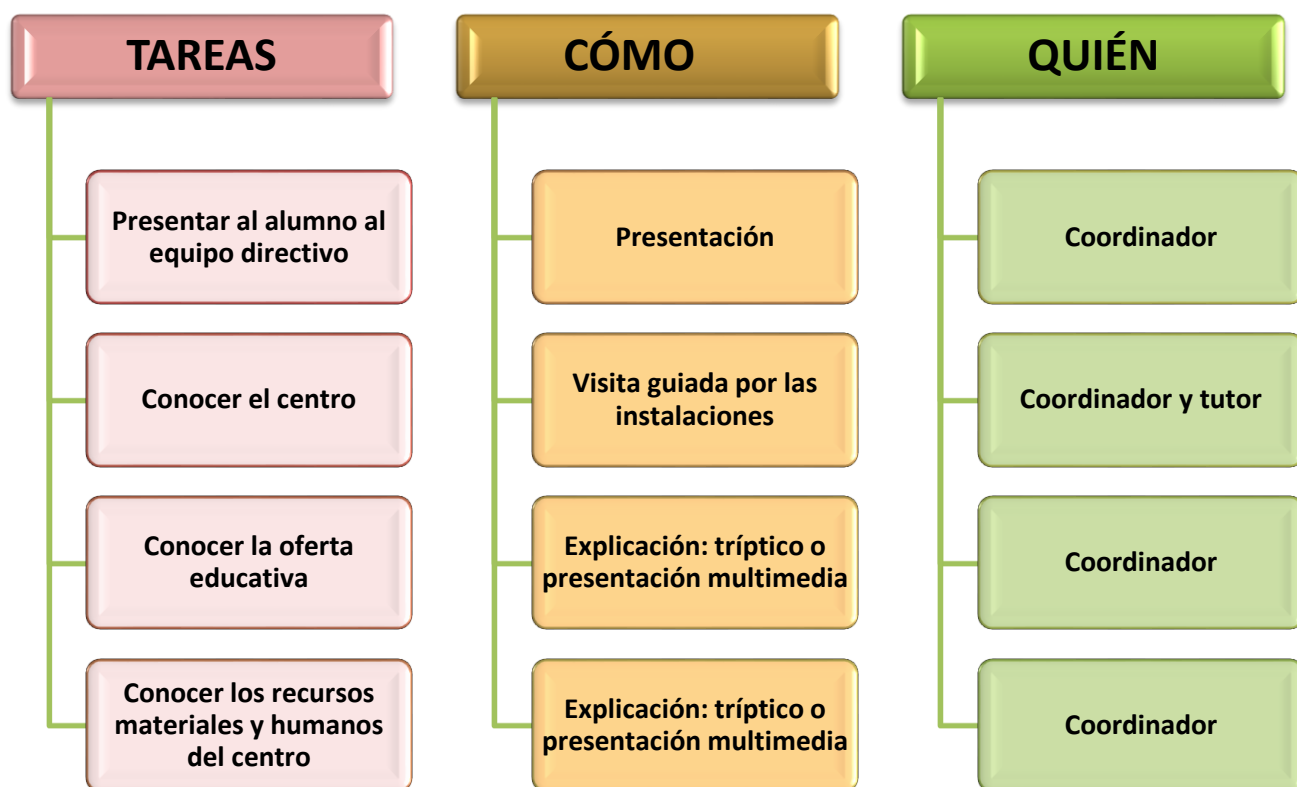 TAREAS
Presentar al alumno al
equipo directivo
Conocer el centro
Conocer la oferta
educativa
Conocer los recursos
materiales y humanos
del centro
CÓMO
Presentación
Visita guiada por las
instalaciones
Explicación: tríptico o
presentación multimedia
Explicación: tríptico o
presentación multimedia
QUIÉN
Coordinador
Coordinador y tutor
Coordinador
Coordinador